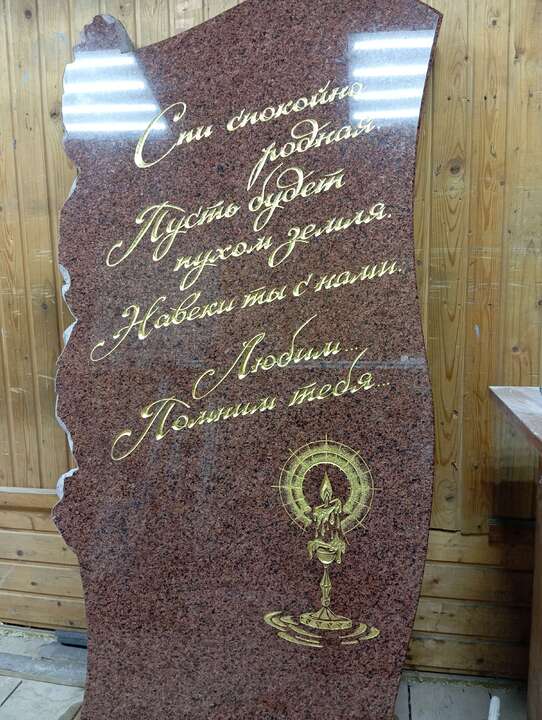 Спи спокойно
родная.
Пусть будет
пухом земля.
Навеки ты с нами.
Любим...
Помним тебя...